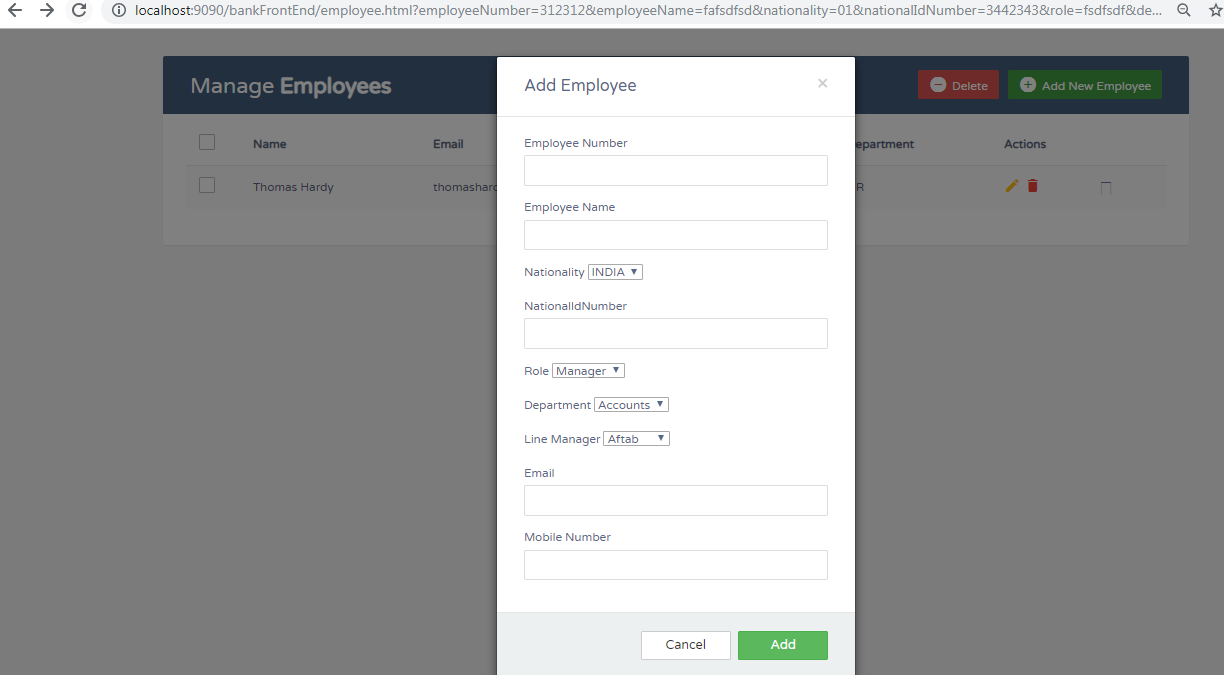 localhost:9090/bankFrontEnd/employee.html?employeeNumber=312312&employeeName=fafsdfsd&nationality=01&nationalIdNumber=3442343&role=fsdfsdf&de...
Manage Employees
Delete
Add New Employee
Name Email epartment Actions
Thomas Hardy thomashard R
Add Employee ×
Employee Number
Employee Name
Nationality INDIA
NationalIdNumber
Role Manager
Department Accounts
Line Manager Aftab
Email
Mobile Number
Cancel Add